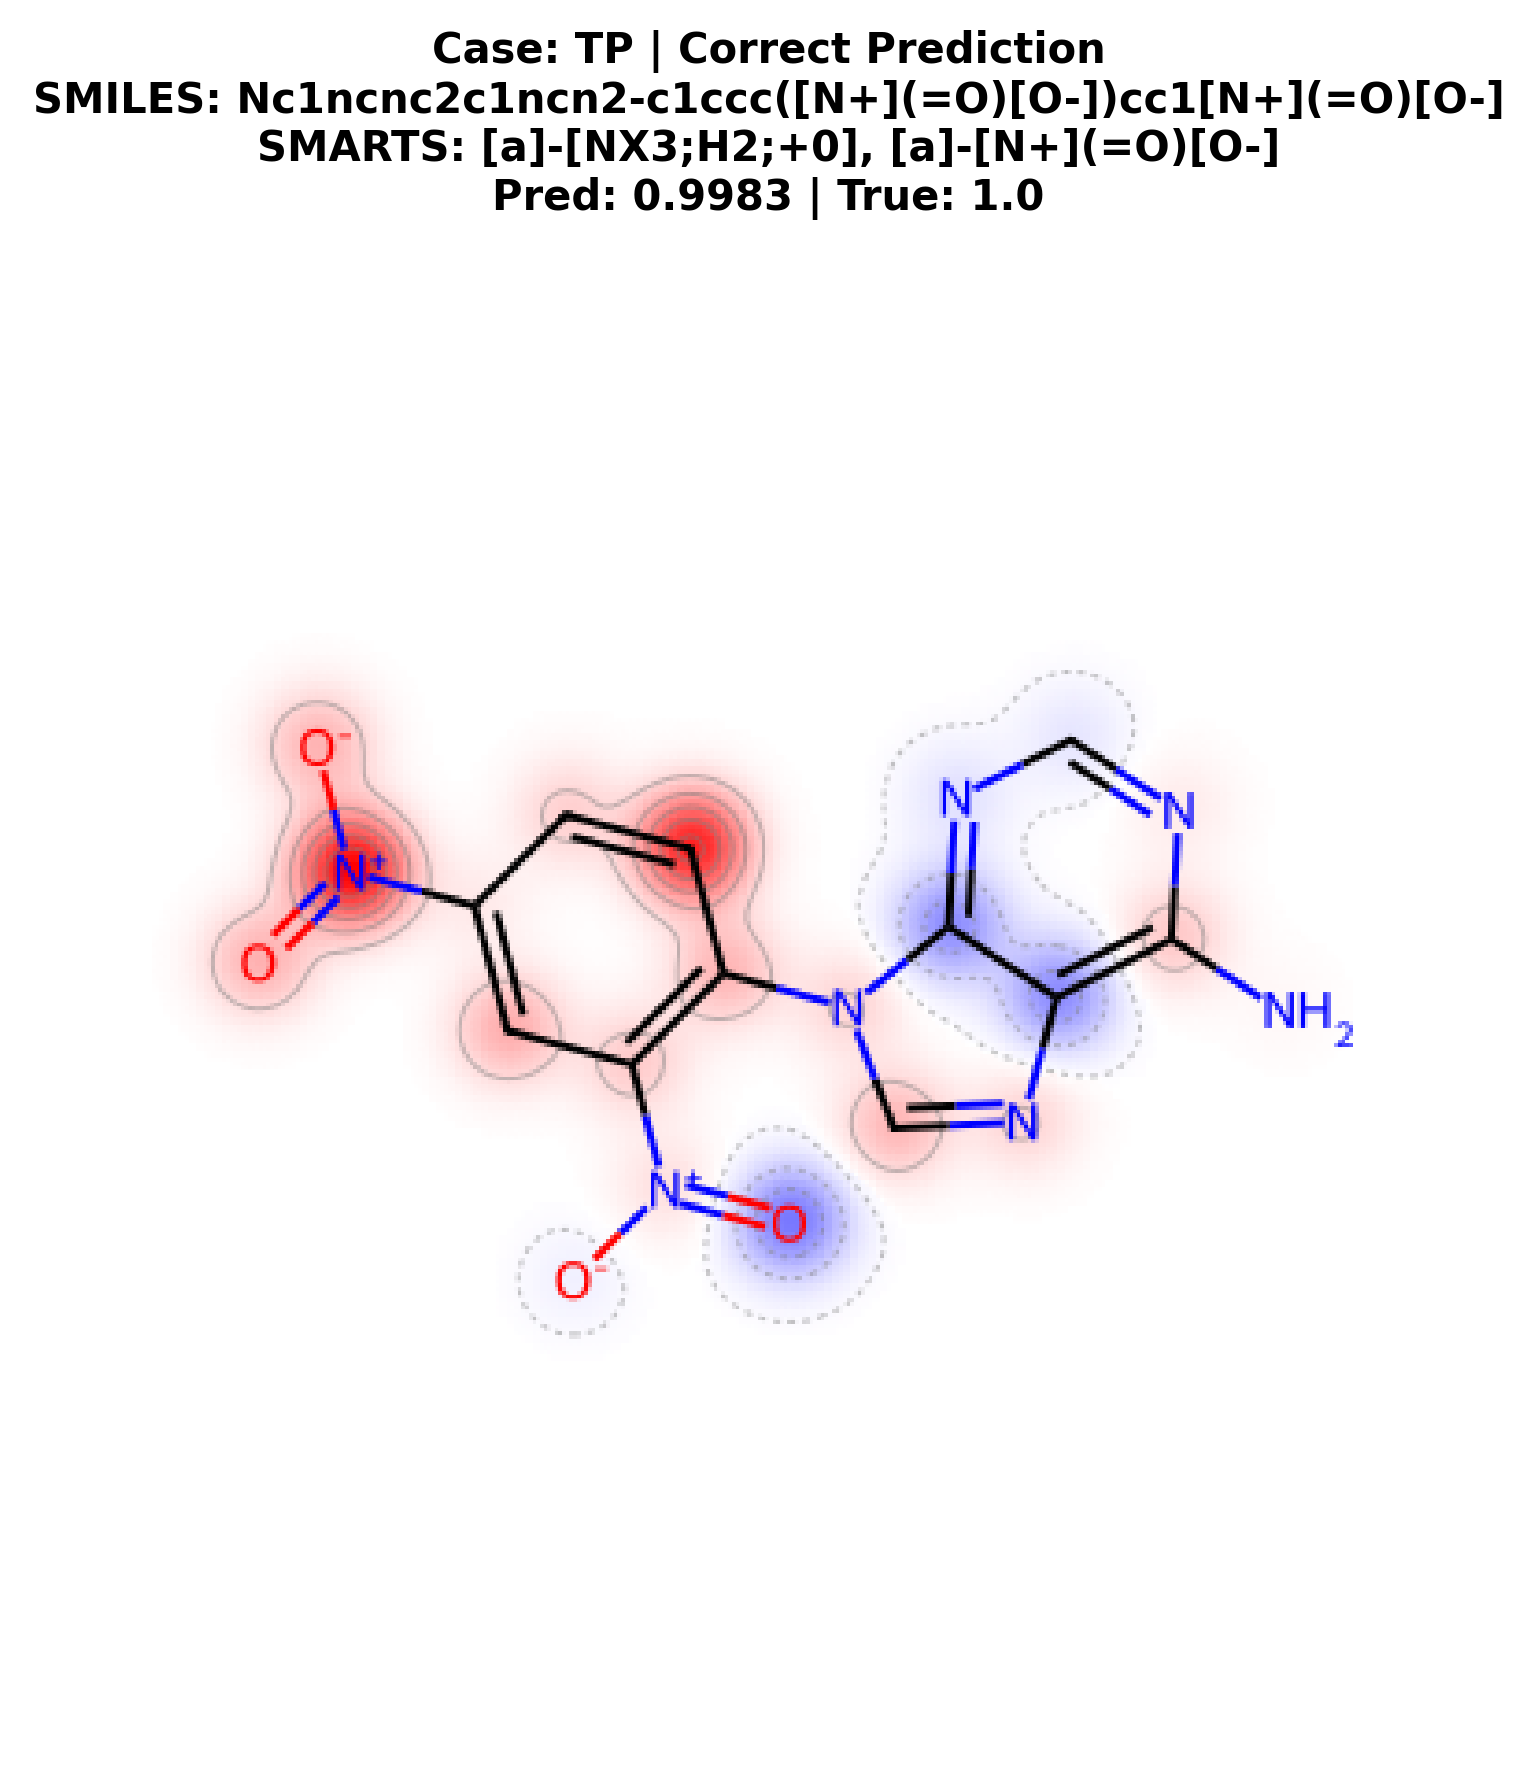 Case: TP | Correct Prediction
SMILES: Nc1ncnc2c1ncn2-c1ccc([N+](=O)[O-])cc1[N+](=O)[O-]
SMARTS: [a]-[NX3;H2;+0], [a]-[N+](=O)[O-]
Pred: 0.9983 | True: 1.0
O-
N
N
N+
O
N
NH2
N
N+
O
O-